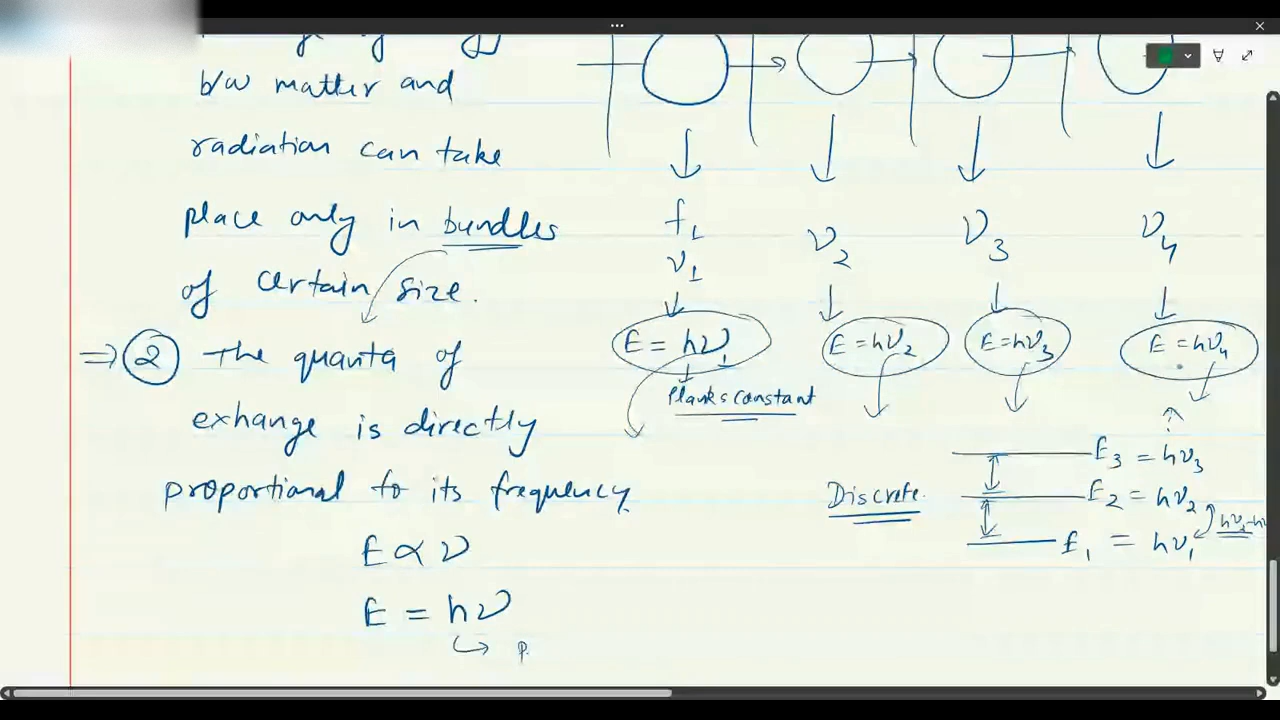 b/w matter and
radiation can take
place only in bundles
of certain size.
⇒ ② The quanta of
exhange is directly
proportional to its frequency.
E ∝ ν
E = hν
↳ p
f₁
ν₁
ν₂
ν₃
ν₄
E = hν₁
E = hν₂
E = hν₃
E = hν₄
Planks constant
Discrete.
E₃ = hν₃
E₂ = hν₂
E₁ = hν₁